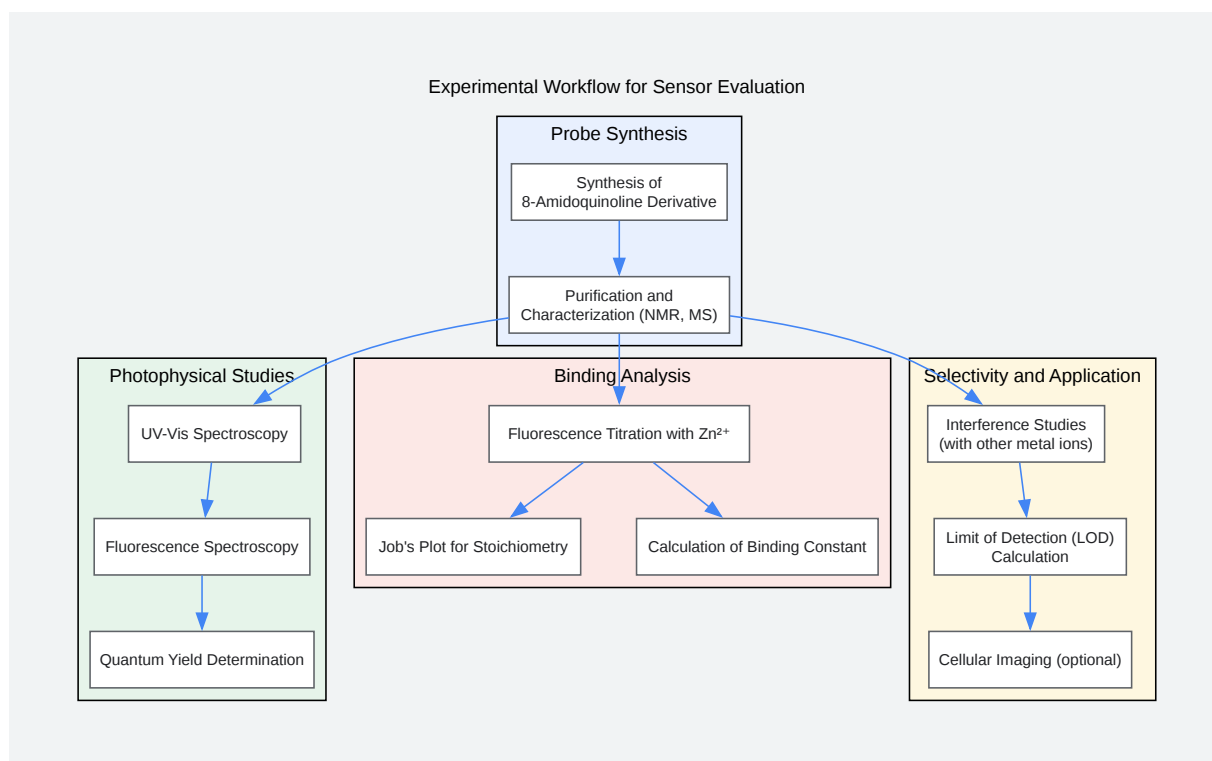 Experimental Workflow for Sensor Evaluation
Probe Synthesis
Synthesis of
8-Amidoquinoline Derivative
Purification and
Characterization (NMR, MS)
Photophysical Studies
UV-Vis Spectroscopy
Fluorescence Spectroscopy
Quantum Yield Determination
Binding Analysis
Fluorescence Titration with Zn²⁺
Job's Plot for Stoichiometry
Calculation of Binding Constant
Selectivity and Application
Interference Studies
(with other metal ions)
Limit of Detection (LOD)
Calculation
Cellular Imaging (optional)